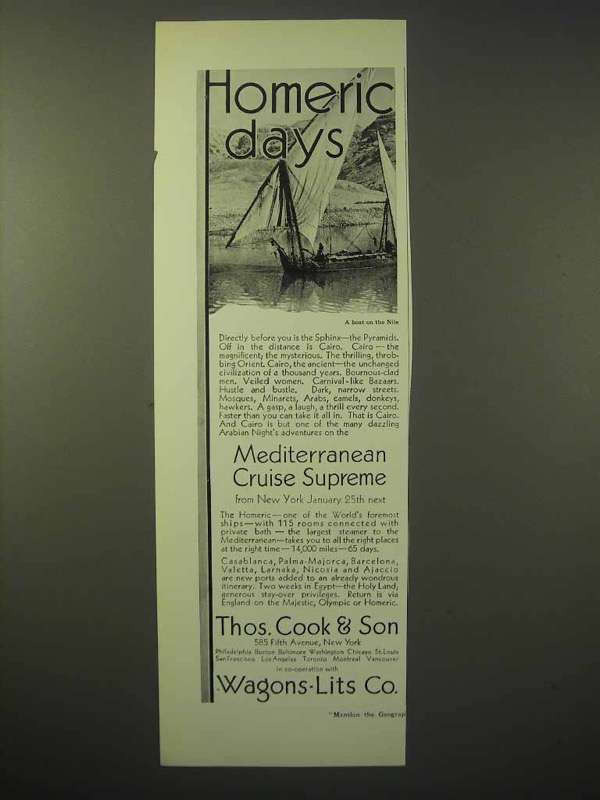 Homeric
days
A boat on the Nile
Directly before you is the Sphinx—the Pyramids.
Off in the distance is Cairo. Cairo—the
magnificent; the mysterious. The thrilling, throb-
bing Orient. Cairo, the ancient—the unchanged
civilization of a thousand years. Bournous-clad
men. Veiled women. Carnival-like Bazaars.
Hustle and bustle. Dark, narrow streets.
Mosques, Minarets, Arabs, camels, donkeys,
hawkers. A gasp, a laugh, a thrill every second.
Faster than you can take it all in. That is Cairo.
And Cairo is but one of the many dazzling
Arabian Night's adventures on the
Mediterranean
Cruise Supreme
from New York January 25th next
The Homeric—one of the World's foremost
ships—with 115 rooms connected with
private bath—the largest steamer to the
Mediterranean—takes you to all the right places
at the right time—14,000 miles—65 days.
Casablanca, Palma-Majorca, Barcelona,
Valetta, Larnaka, Nicosia and Ajaccio
are new ports added to an already wondrous
itinerary. Two weeks in Egypt—the Holy Land,
generous stay-over privileges. Return is via
England on the Majestic, Olympic or Homeric.
Thos. Cook & Son
585 Fifth Avenue, New York
Philadelphia Boston Baltimore Washington Chicago St. Louis
San Francisco Los Angeles Toronto Montreal Vancouver
in co-operation with
Wagons-Lits Co.
"Mention the Geograp